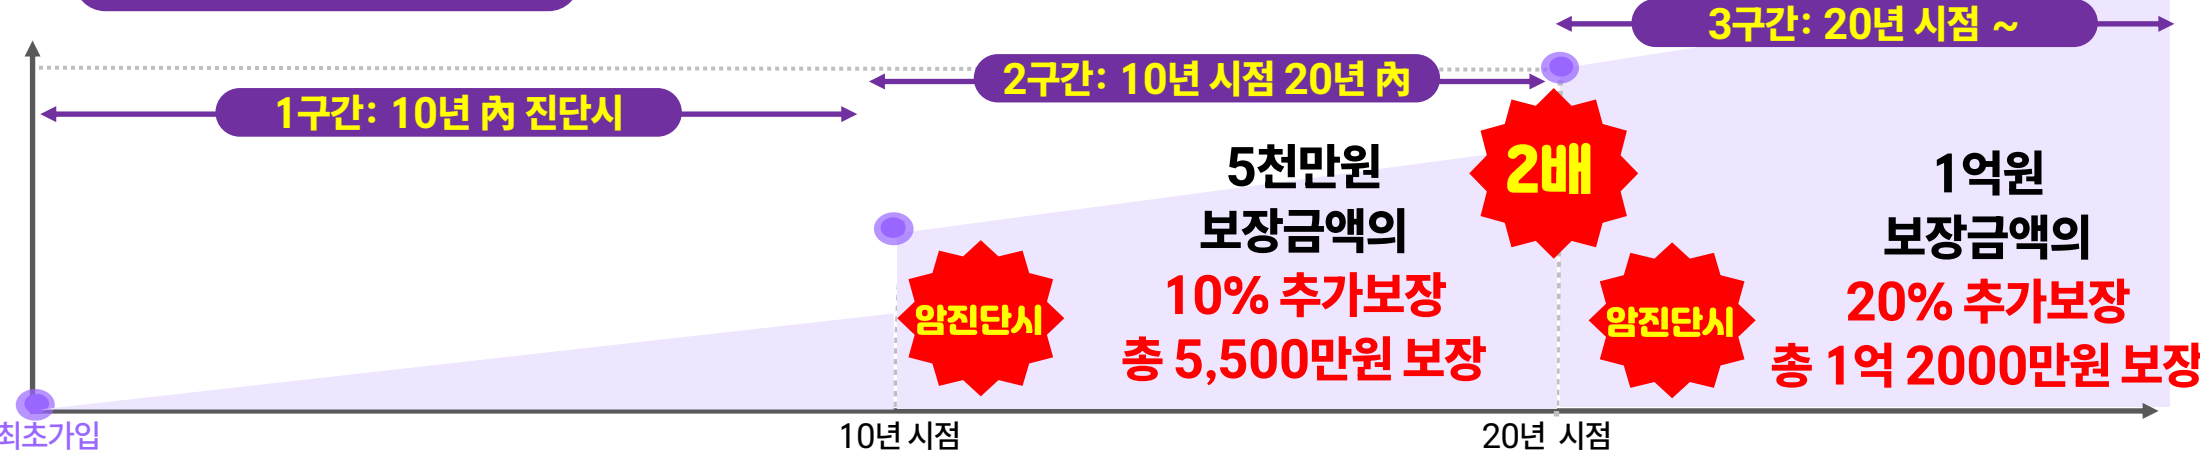 3구간: 20년 시점 ~
2구간: 10년 시점 20년 內
1구간: 10년 內 진단시
5천만원
보장금액의
10% 추가보장
총 5,500만원 보장
2배
1억원
보장금액의
20% 추가보장
총 1억 2000만원 보장
암진단시
암진단시
최초가입
10년 시점
20년 시점